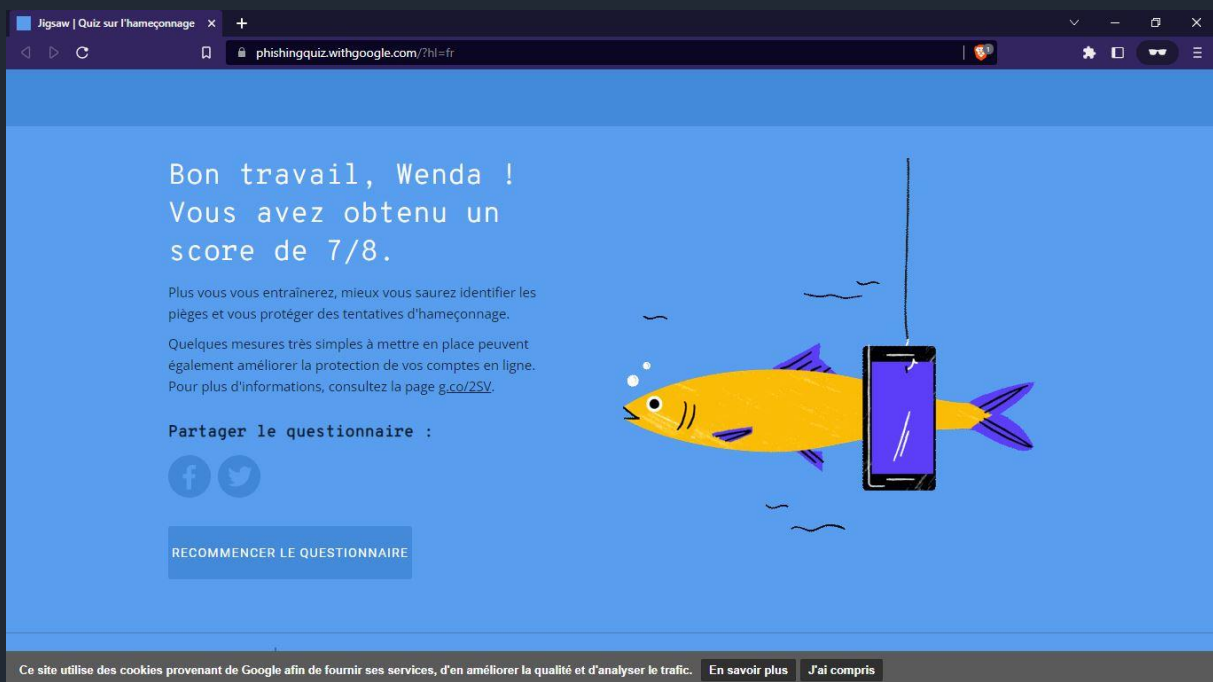 Jigsaw | Quiz sur l'hameçonnage
phishingquiz.withgoogle.com/?hl=fr
1
Bon travail, Wenda !
Vous avez obtenu un
score de 7/8.
Plus vous vous entraînerez, mieux vous saurez identifier les
pièges et vous protéger des tentatives d'hameçonnage.
Quelques mesures très simples à mettre en place peuvent
également améliorer la protection de vos comptes en ligne.
Pour plus d'informations, consultez la page g.co/2SV.
Partager le questionnaire :
RECOMMENCER LE QUESTIONNAIRE
Ce site utilise des cookies provenant de Google afin de fournir ses services, d'en améliorer la qualité et d'analyser le trafic. En savoir plus J'ai compris